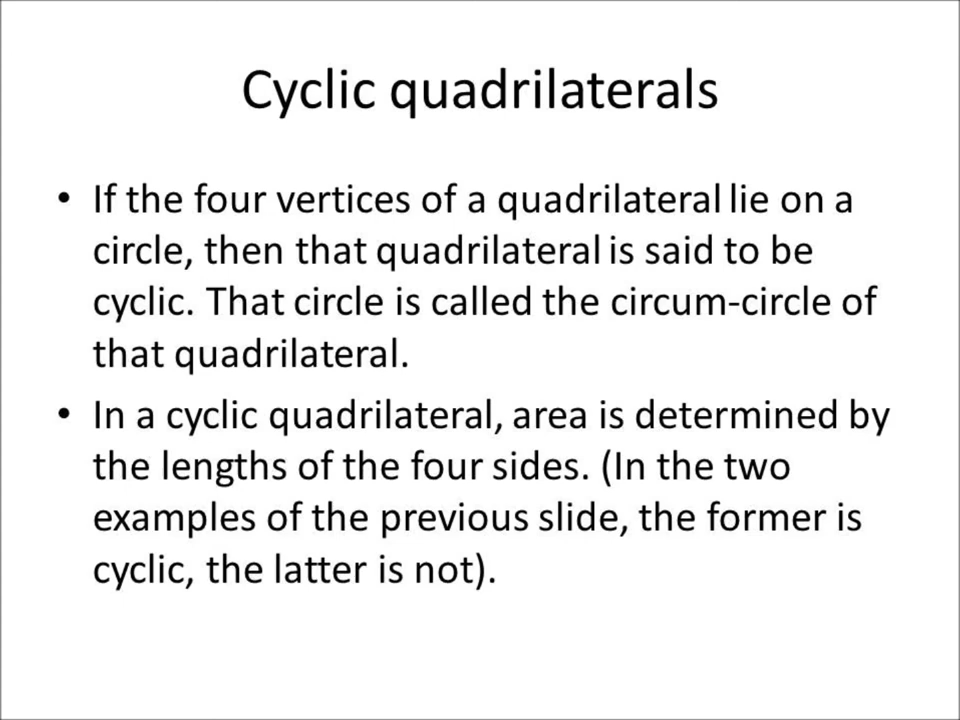 Cyclic quadrilaterals
• If the four vertices of a quadrilateral lie on a
circle, then that quadrilateral is said to be
cyclic. That circle is called the circum-circle of
that quadrilateral.
• In a cyclic quadrilateral, area is determined by
the lengths of the four sides. (In the two
examples of the previous slide, the former is
cyclic, the latter is not).